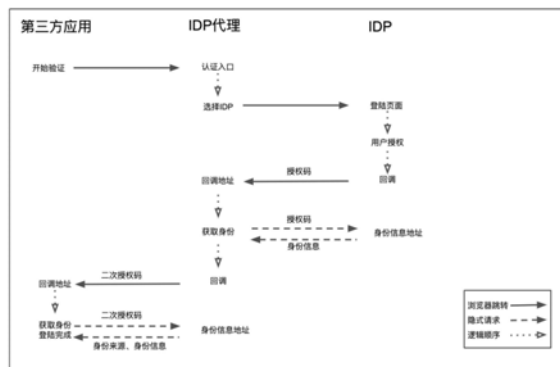 第三方应用 IDP代理 IDP
开始验证 认证入口
选择IDP 登陆页面
用户授权
授权码
回调地址 回调
授权码
获取身份 身份信息地址
身份信息
二次授权码 回调
回调地址
二次授权码
获取身份
登陆完成 身份信息地址
身份来源、身份信息
浏览器跳转
隐式请求
逻辑顺序